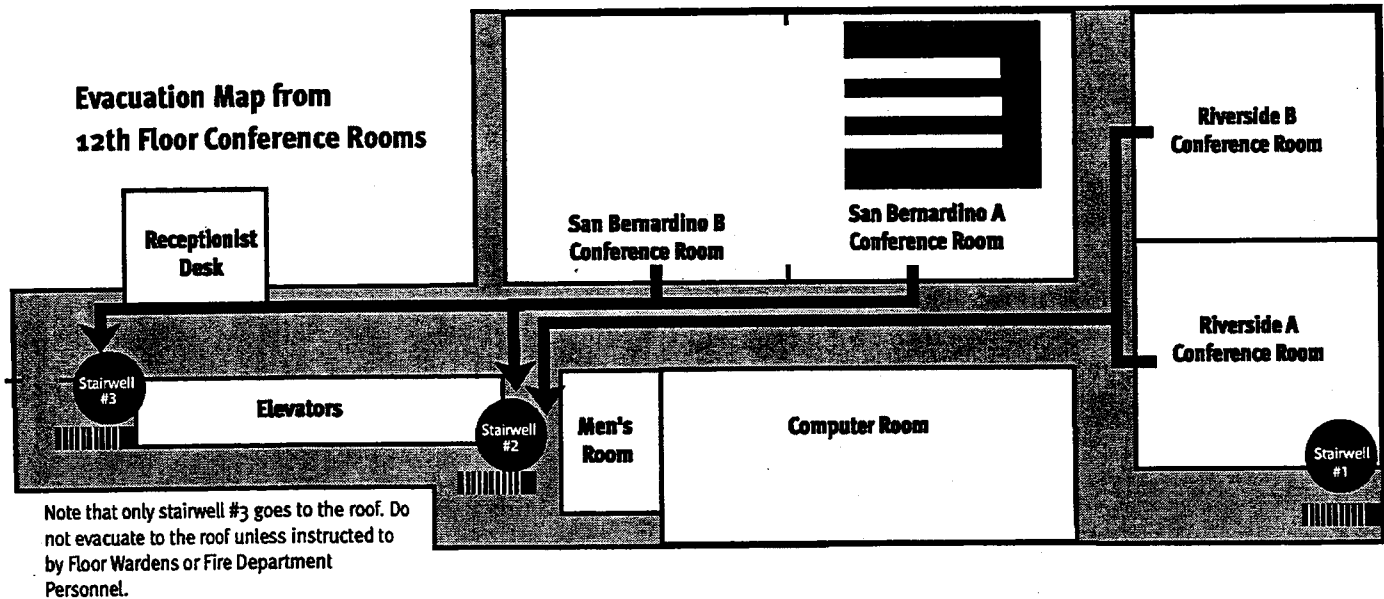 Evacuation Map from
12th Floor Conference Rooms
Riverside B
Conference Room
San Bernardino B
Conference Room
San Bernardino A
Conference Room
Receptionist
Desk
Riverside A
Conference Room
Stairwell
#3
Elevators
Stairwell
#2
Men's
Room
Computer Room
Stairwell
#1
Note that only stairwell #3 goes to the roof. Do
not evacuate to the roof unless instructed to
by Floor Wardens or Fire Department
Personnel.